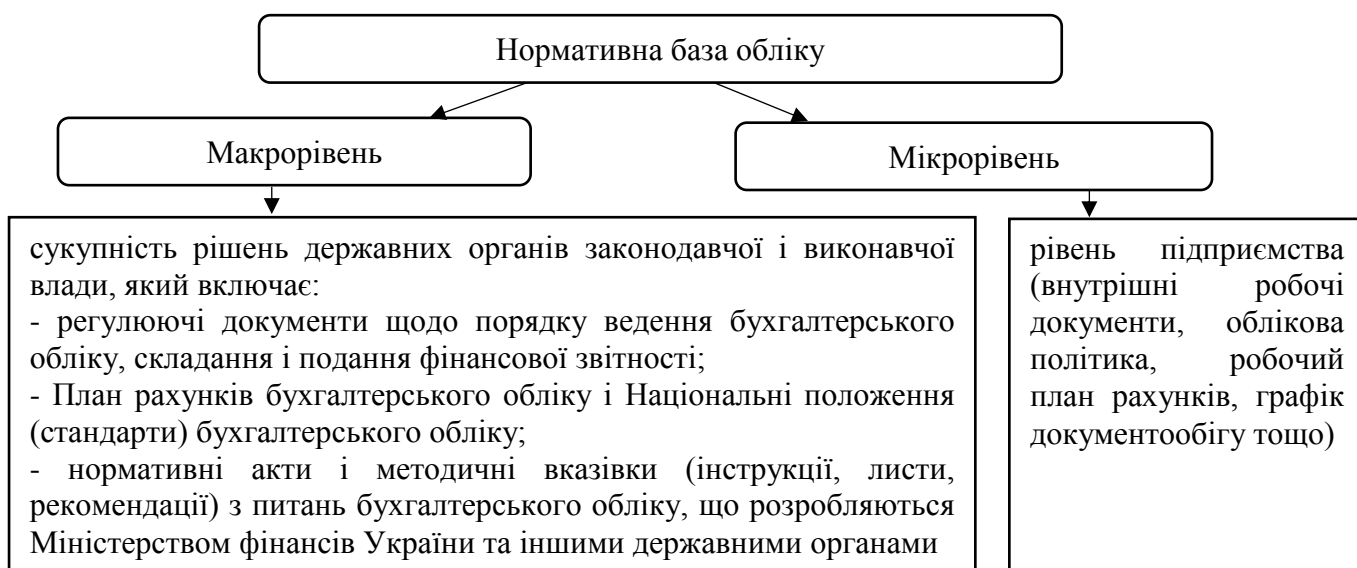 Нормативна база обліку
Макрорівень
Мікрорівень
сукупність рішень державних органів законодавчої і виконавчої
влади, який включає:
- регулюючі документи щодо порядку ведення бухгалтерського
обліку, складання і подання фінансової звітності;
- План рахунків бухгалтерського обліку і Національні положення
(стандарти) бухгалтерського обліку;
- нормативні акти і методичні вказівки (інструкції, листи,
рекомендації) з питань бухгалтерського обліку, що розробляються
Міністерством фінансів України та іншими державними органами
рівень підприємства
(внутрішні робочі
документи, облікова
політика, робочий
план рахунків, графік
документообігу тощо)